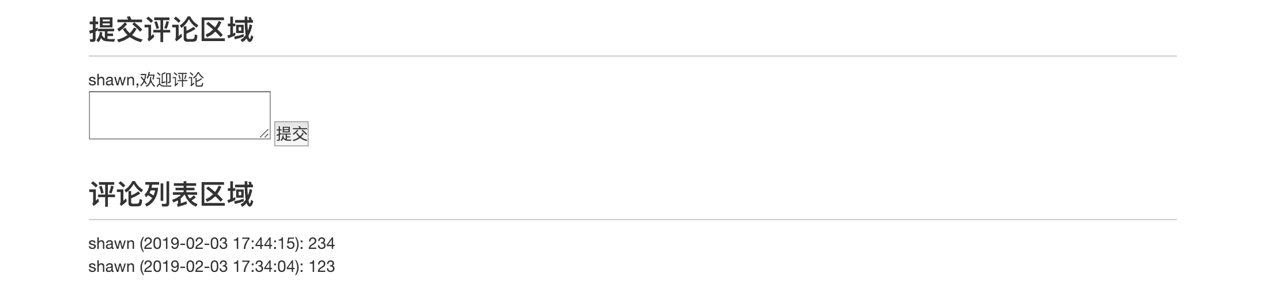 提交评论区域
shawn,欢迎评论
提交
评论列表区域
shawn (2019-02-03 17:44:15): 234
shawn (2019-02-03 17:34:04): 123